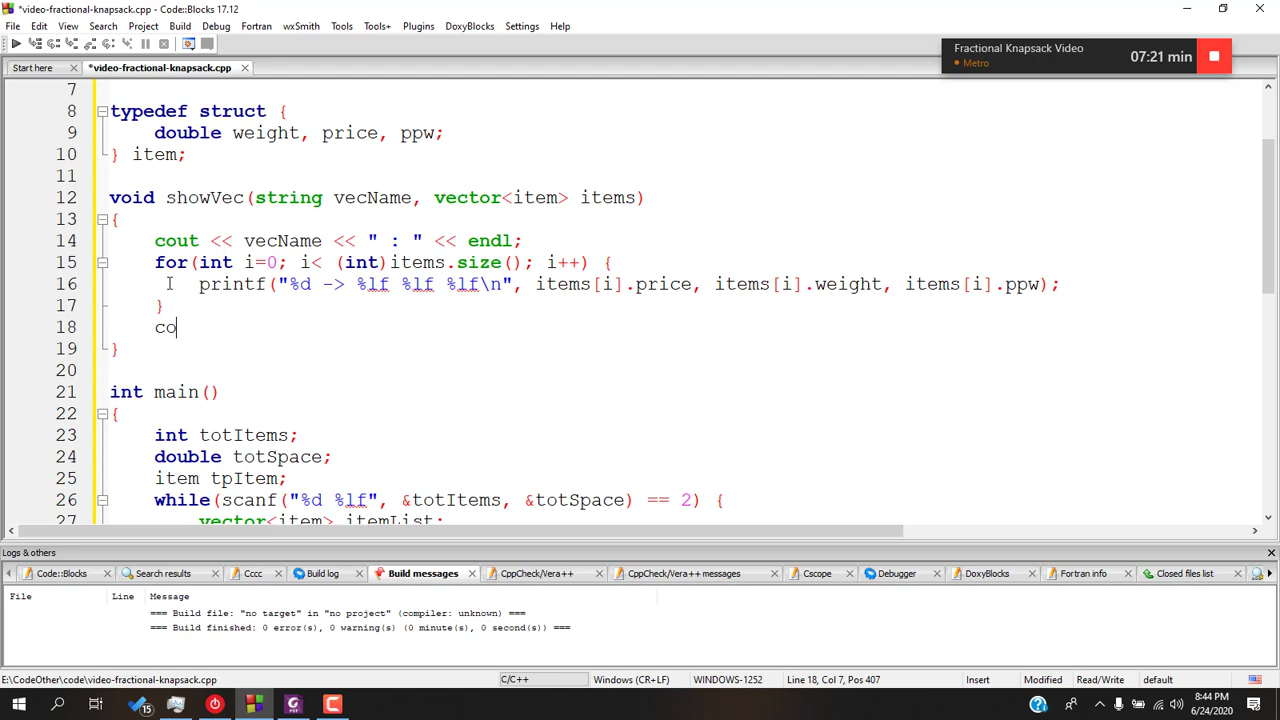 *video-fractional-knapsack.cpp - Code::Blocks 17.12
File Edit View Search Project Build Debug Fortran wxSmith Tools Tools+ Plugins DoxyBlocks Settings Help
Fractional Knapsack Video
Metro
07:21 min
Start here *video-fractional-knapsack.cpp
7
8 typedef struct {
9 double weight, price, ppw;
10 } item;
11
12 void showVec(string vecName, vector<item> items)
13 {
14 cout << vecName << " : " << endl;
15 for(int i=0; i< (int)items.size(); i++) {
16 printf("%d -> %lf %lf %lf\n", items[i].price, items[i].weight, items[i].ppw);
17 }
18 co
19 }
20
21 int main()
22 {
23 int totItems;
24 double totSpace;
25 item tpItem;
26 while(scanf("%d %lf", &totItems, &totSpace) == 2) {
27 vector<item> itemList;
Logs & others
Code::Blocks Search results Cccc Build log Build messages CppCheck/Vera++ CppCheck/Vera++ messages Cscope Debugger DoxyBlocks Fortran info Closed files list
File Line Message
=== Build file: "no target" in "no project" (compiler: unknown) ===
=== Build finished: 0 error(s), 0 warning(s) (0 minute(s), 0 second(s)) ===
E:\CodeOther\code\video-fractional-knapsack.cpp C/C++ Windows (CR+LF) WINDOWS-1252 Line 18, Col 7, Pos 407 Insert Modified Read/Write default
15
8:44 PM
6/24/2020